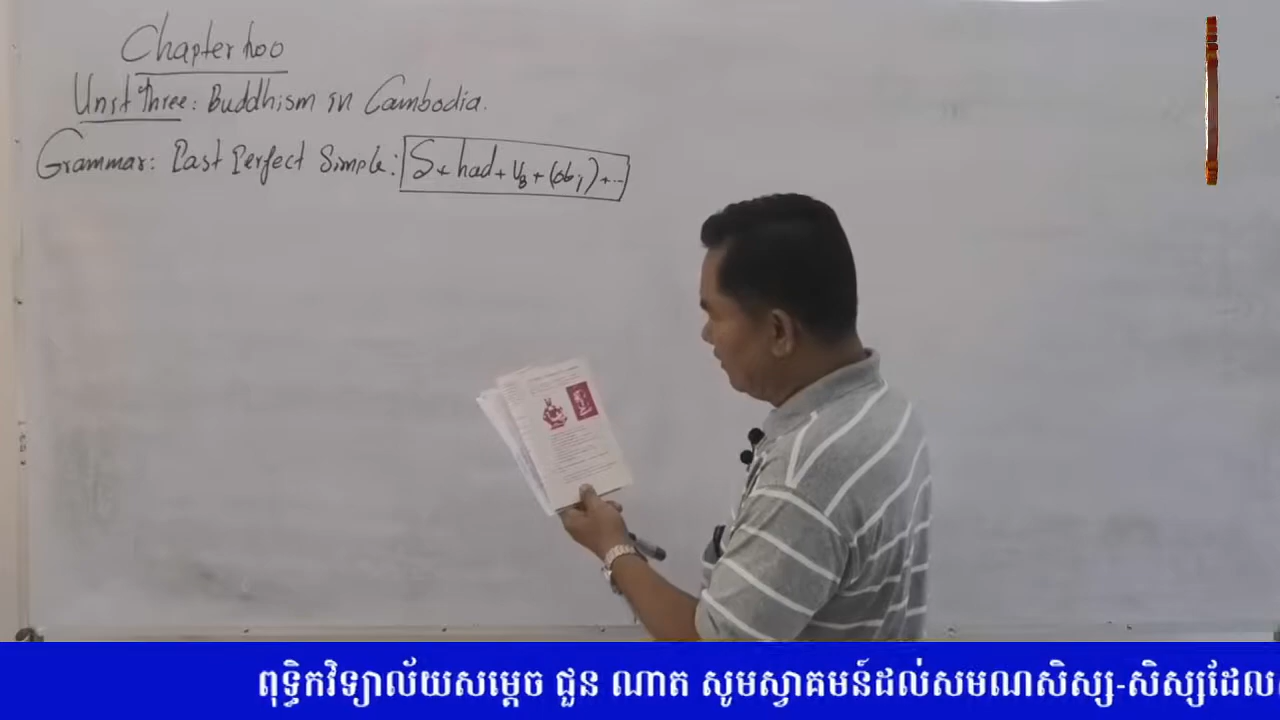 Chapter two
Unit Three: Buddhism in Cambodia.
Grammar: Past Perfect Simple: S + had + V3 + (obj) + ...
ពុទ្ធិកវិទ្យាល័យសម្ដេច ជួន ណាត សូមស្វាគមន៍ដល់សមណសិស្ស-សិស្សដែល